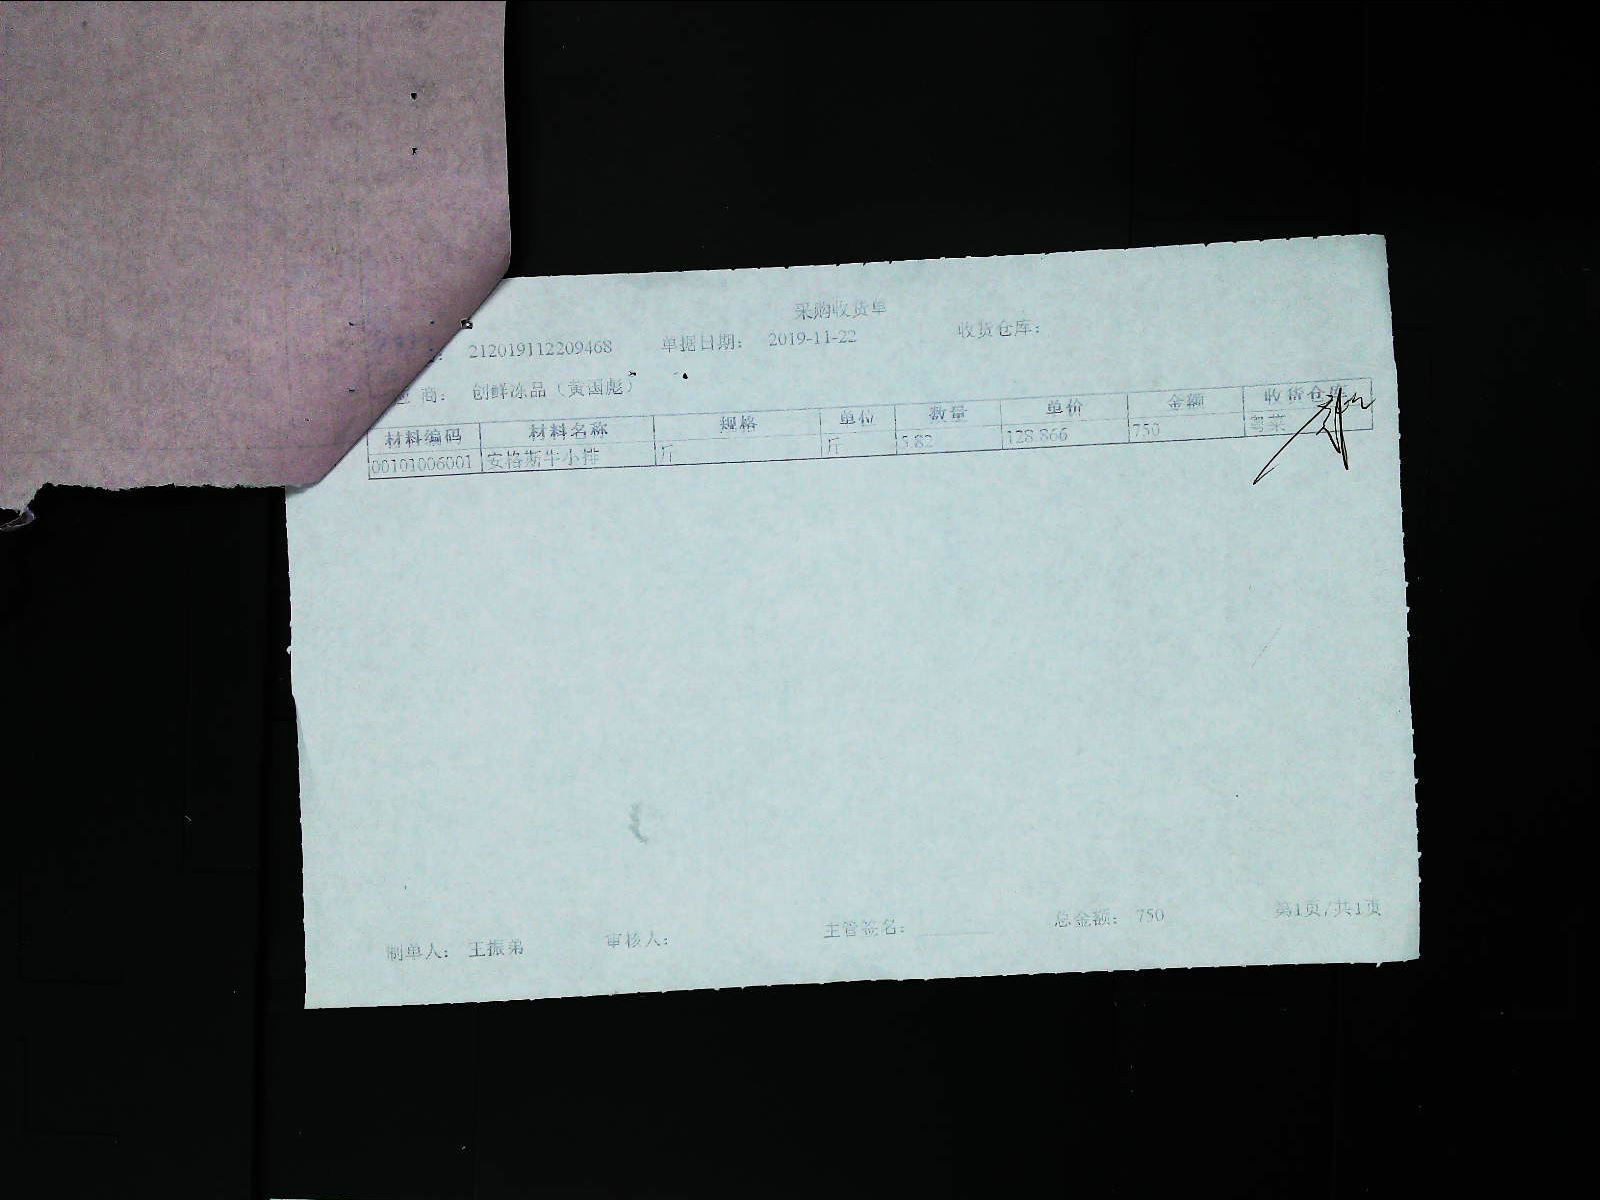 采购收货单
212019112209468 单据日期： 2019-11-22 收货仓库：
商： 创鲜冻品（黄国彪）
材料编码 材料名称 规格 单位 数量 单价 金额 收货仓库
00101006001 安格斯牛小排 斤 斤 5.82 128.866 750 粤菜
制单人： 王振弟 审核人： 主管签名： 总金额： 750 第1页/共1页